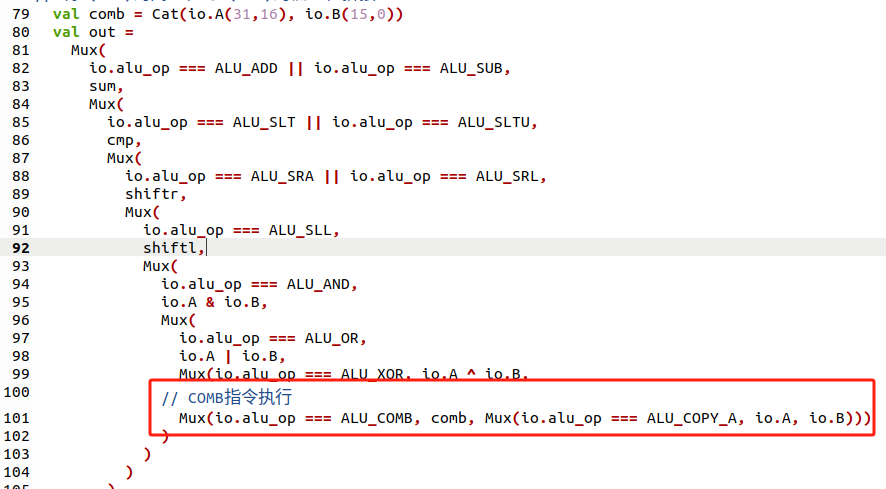 79 val comb = Cat(io.A(31,16), io.B(15,0))
80 val out =
81 Mux(
82 io.alu_op === ALU_ADD || io.alu_op === ALU_SUB,
83 sum,
84 Mux(
85 io.alu_op === ALU_SLT || io.alu_op === ALU_SLTU,
86 cmp,
87 Mux(
88 io.alu_op === ALU_SRA || io.alu_op === ALU_SRL,
89 shiftr,
90 Mux(
91 io.alu_op === ALU_SLL,
92 shiftl,
93 Mux(
94 io.alu_op === ALU_AND,
95 io.A & io.B,
96 Mux(
97 io.alu_op === ALU_OR,
98 io.A | io.B,
99 Mux(io.alu_op === ALU_XOR, io.A ^ io.B,
100 // COMB指令执行
101 Mux(io.alu_op === ALU_COMB, comb, Mux(io.alu_op === ALU_COPY_A, io.A, io.B)))
102 )
103 )
104 )
105 )